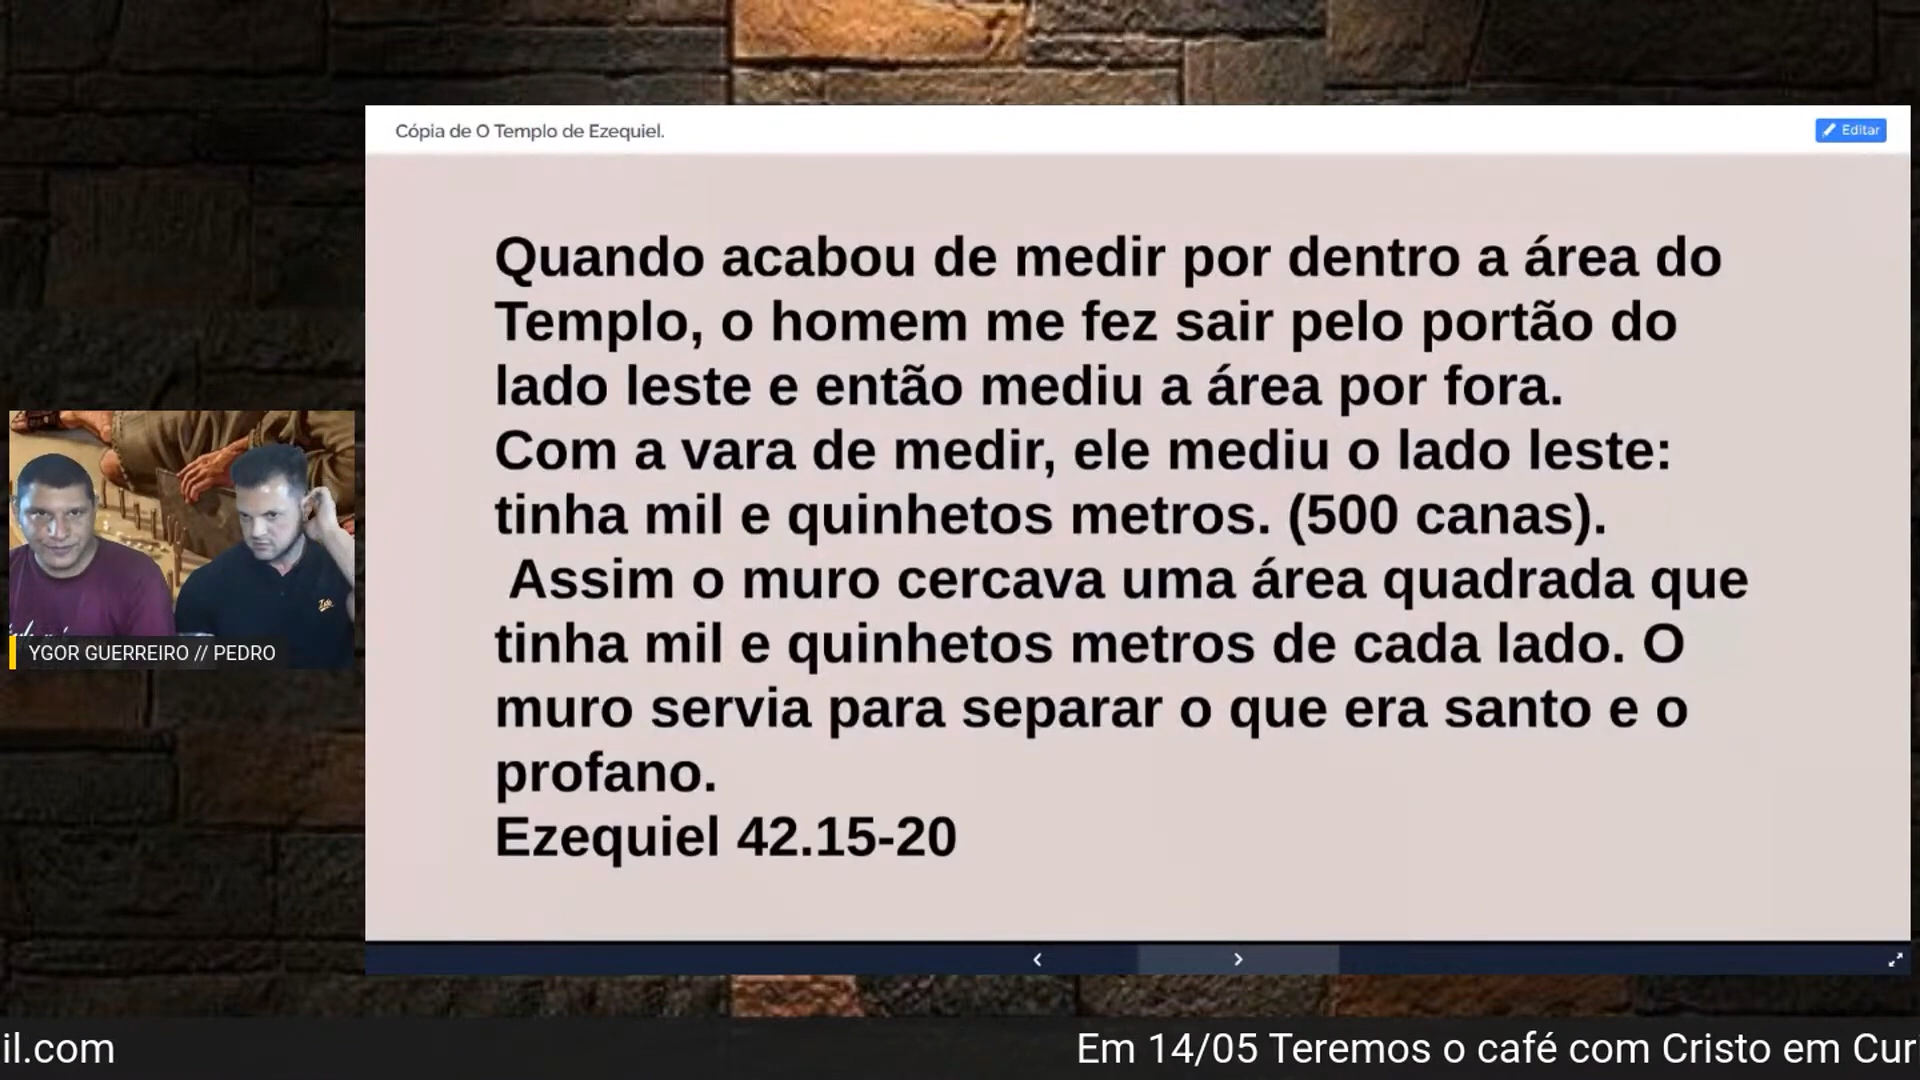 Cópia de O Templo de Ezequiel.
Editar
Quando acabou de medir por dentro a área do
Templo, o homem me fez sair pelo portão do
lado leste e então mediu a área por fora.
Com a vara de medir, ele mediu o lado leste:
tinha mil e quinhetos metros. (500 canas).
Assim o muro cercava uma área quadrada que
tinha mil e quinhetos metros de cada lado. O
muro servia para separar o que era santo e o
profano.
Ezequiel 42.15-20
YGOR GUERREIRO // PEDRO
il.com
Em 14/05 Teremos o café com Cristo em Cur